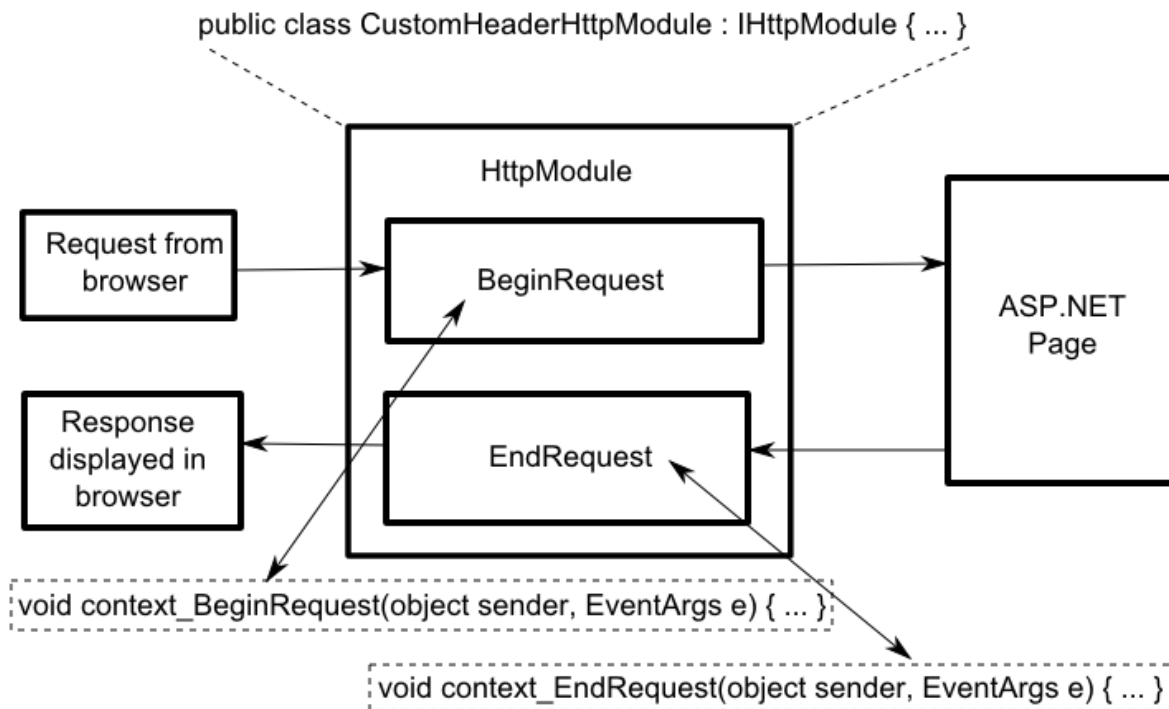 public class CustomHeaderHttpModule : IHttpModule { ... }
HttpModule
Request from
browser
BeginRequest
ASP.NET
Page
Response
displayed in
browser
EndRequest
void context_BeginRequest(object sender, EventArgs e) { ... }
void context_EndRequest(object sender, EventArgs e) { ... }